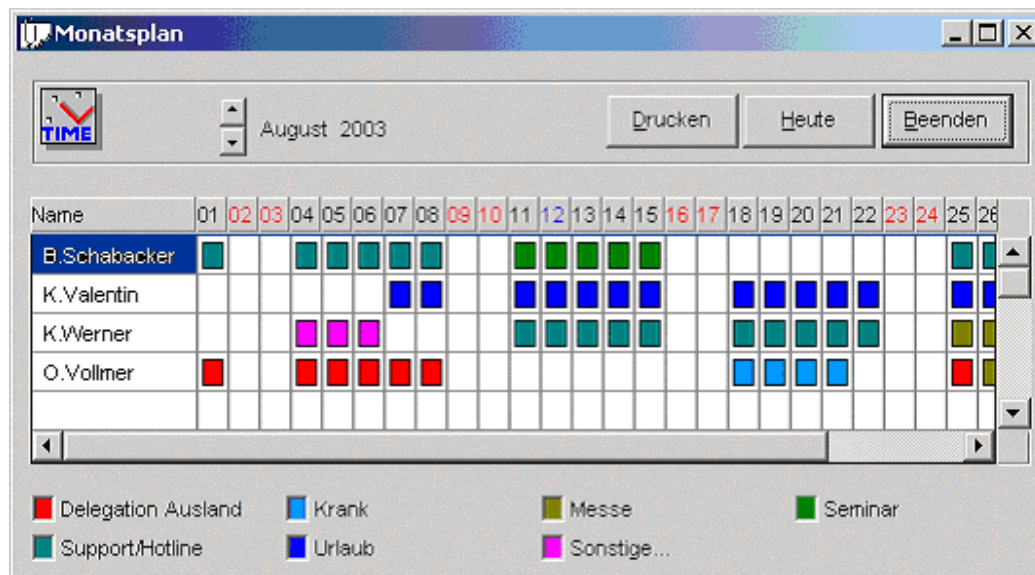 Monatsplan
TIME
August 2003
Drucken Heute Beenden
Name 01 02 03 04 05 06 07 08 09 10 11 12 13 14 15 16 17 18 19 20 21 22 23 24 25 26
B.Schabacker
K.Valentin
K.Werner
O.Vollmer
Delegation Ausland Krank Messe Seminar
Support/Hotline Urlaub Sonstige...